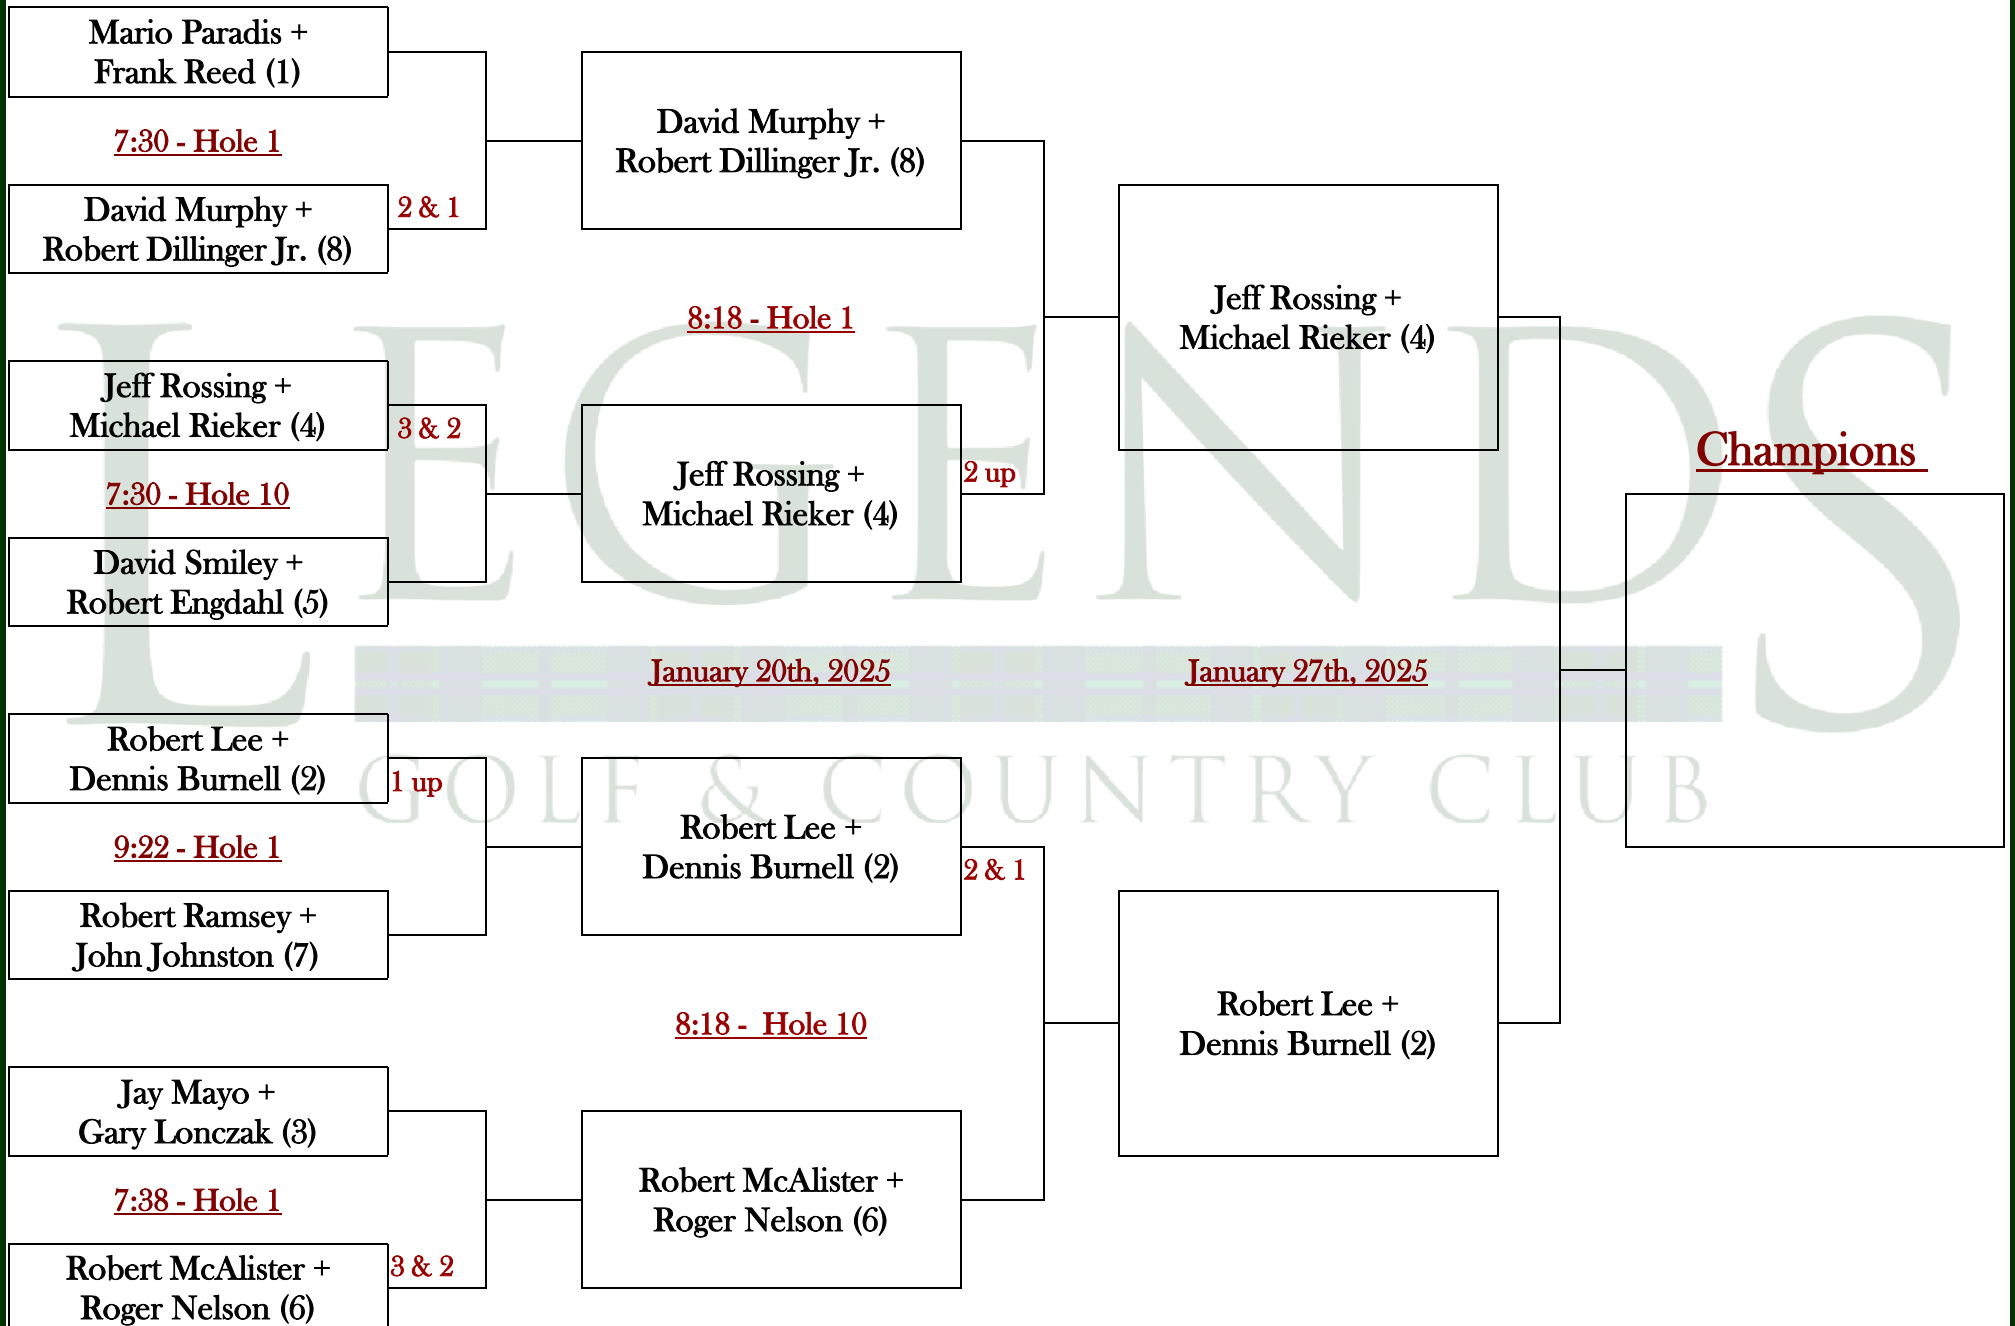 Mario Paradis +
Frank Reed (1)
7:30 - Hole 1
David Murphy +
Robert Dillinger Jr. (8)
2 & 1
Jeff Rossing +
Michael Rieker (4)
3 & 2
7:30 - Hole 10
David Smiley +
Robert Engdahl (5)
Robert Lee +
Dennis Burnell (2)
1 up
9:22 - Hole 1
Robert Ramsey +
John Johnston (7)
Jay Mayo +
Gary Lonczak (3)
7:38 - Hole 1
Robert McAlister +
Roger Nelson (6)
3 & 2
David Murphy +
Robert Dillinger Jr. (8)
8:18 - Hole 1
Jeff Rossing +
Michael Rieker (4)
2 up
January 20th, 2025
Robert Lee +
Dennis Burnell (2)
2 & 1
8:18 - Hole 10
Robert McAlister +
Roger Nelson (6)
Jeff Rossing +
Michael Rieker (4)
January 27th, 2025
Robert Lee +
Dennis Burnell (2)
Champions
LEGENDS
GOLF & COUNTRY CLUB